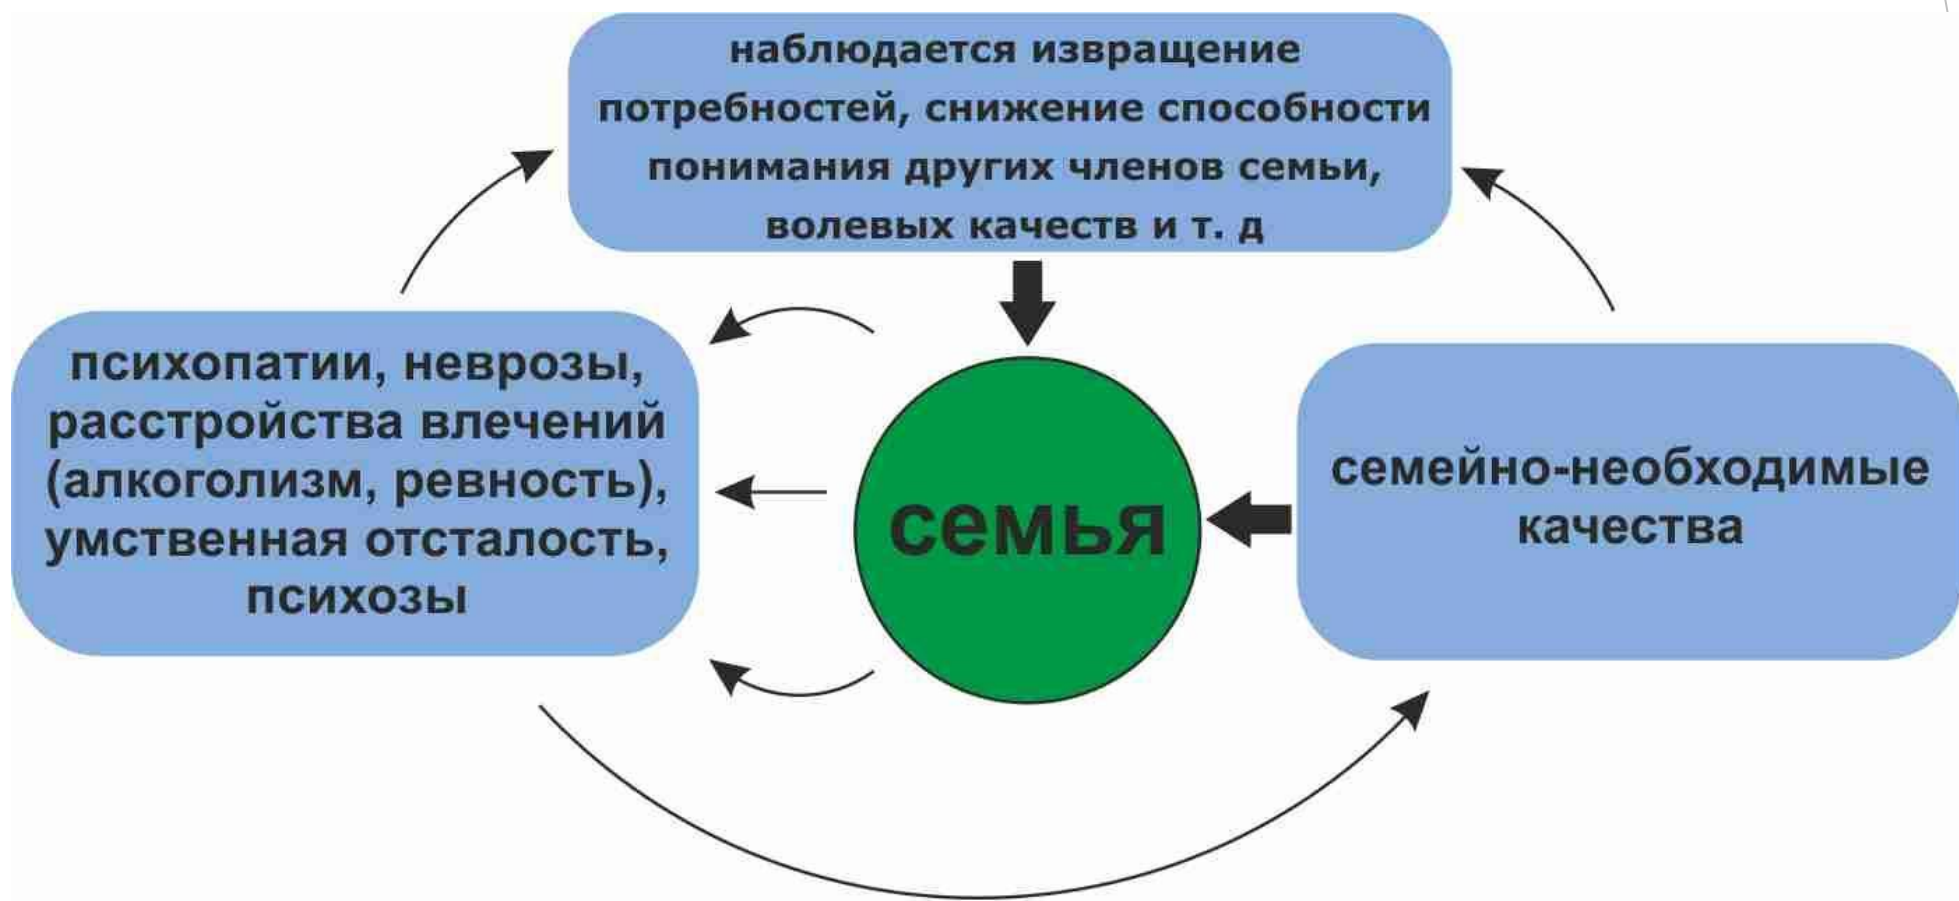 наблюдается извращение
потребностей, снижение способности
понимания других членов семьи,
волевых качеств и т. д
психопатии, неврозы,
расстройства влечений
(алкоголизм, ревность),
умственная отсталость,
психозы
семья
семейно-необходимые
качества